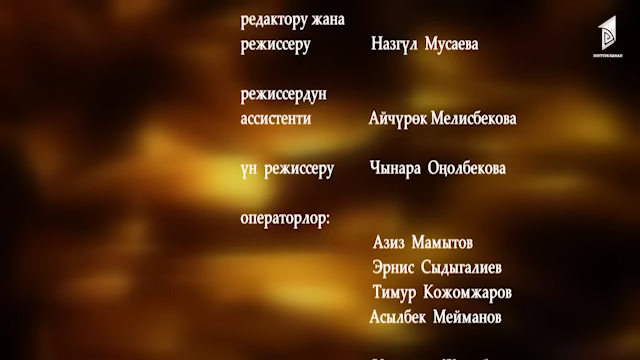 редактору жана
режиссеру Назгүл Мусаева
режиссердун
ассистенти Айчүрөк Мелисбекова
үн режиссеру Чынара Оңолбекова
операторлор:
Азиз Мамытов
Эрнис Сыдыгалиев
Тимур Кожомжаров
Асылбек Мейманов